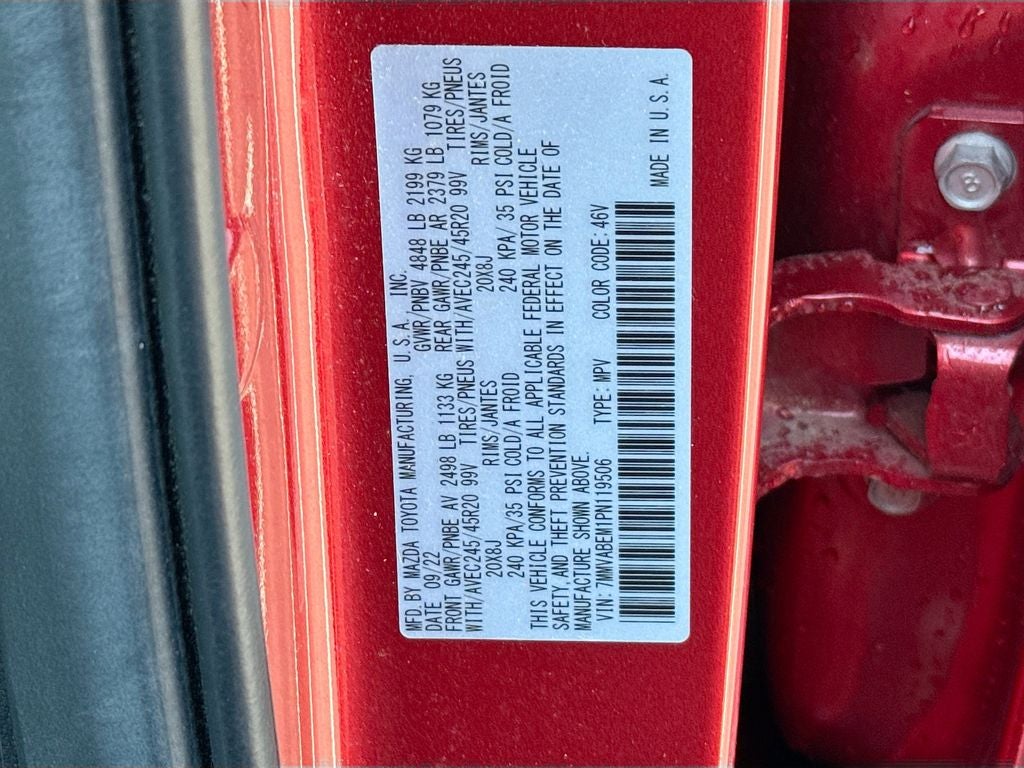 MFD. BY MAZDA TOYOTA MANUFACTURING, U.S.A., INC.
DATE 09/22 GVWR/PNBV 4848 LB 2199 KG
FRONT GAWR/PNBE AV 2498 LB 1133 KG REAR GAWR/PNBE AR 2379 LB 1079 KG
WITH/AVEC245/45R20 99V TIRES/PNEUS WITH/AVEC245/45R20 99V TIRES/PNEUS
20X8J RIMS/JANTES 20X8J RIMS/JANTES
240 KPA/35 PSI COLD/A FROID 240 KPA/ 35 PSI COLD/A FROID
THIS VEHICLE CONFORMS TO ALL APPLICABLE FEDERAL MOTOR VEHICLE
SAFETY, AND THEFT PREVENTION STANDARDS IN EFFECT ON THE DATE OF
MANUFACTURE SHOWN ABOVE.
VIN: 7MMVABEM1PN119506 TYPE: MPV COLOR CODE: 46V
MADE IN U.S.A.
8